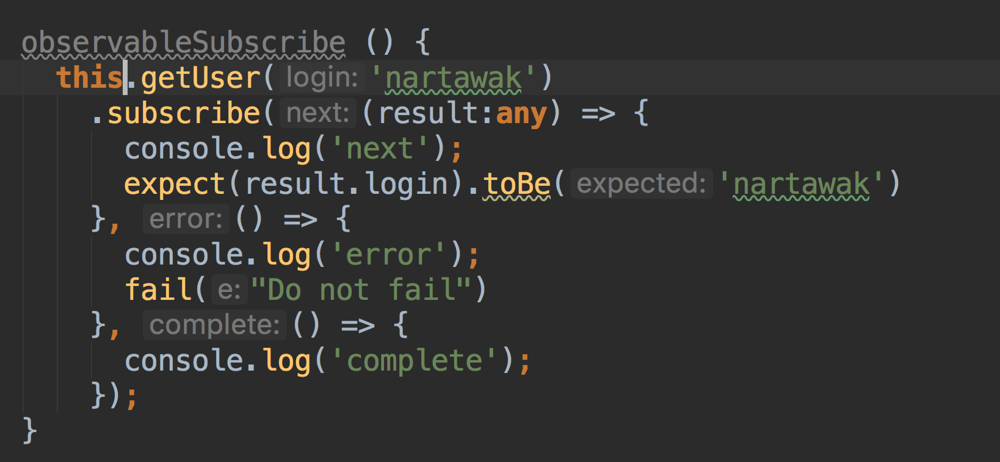 observableSubscribe () {
this.getUser( login: 'nartawak')
.subscribe( next: (result:any) => {
console.log('next');
expect(result.login).toBe( expected: 'nartawak')
}, error: () => {
console.log('error');
fail( e: "Do not fail")
}, complete: () => {
console.log('complete');
});
}